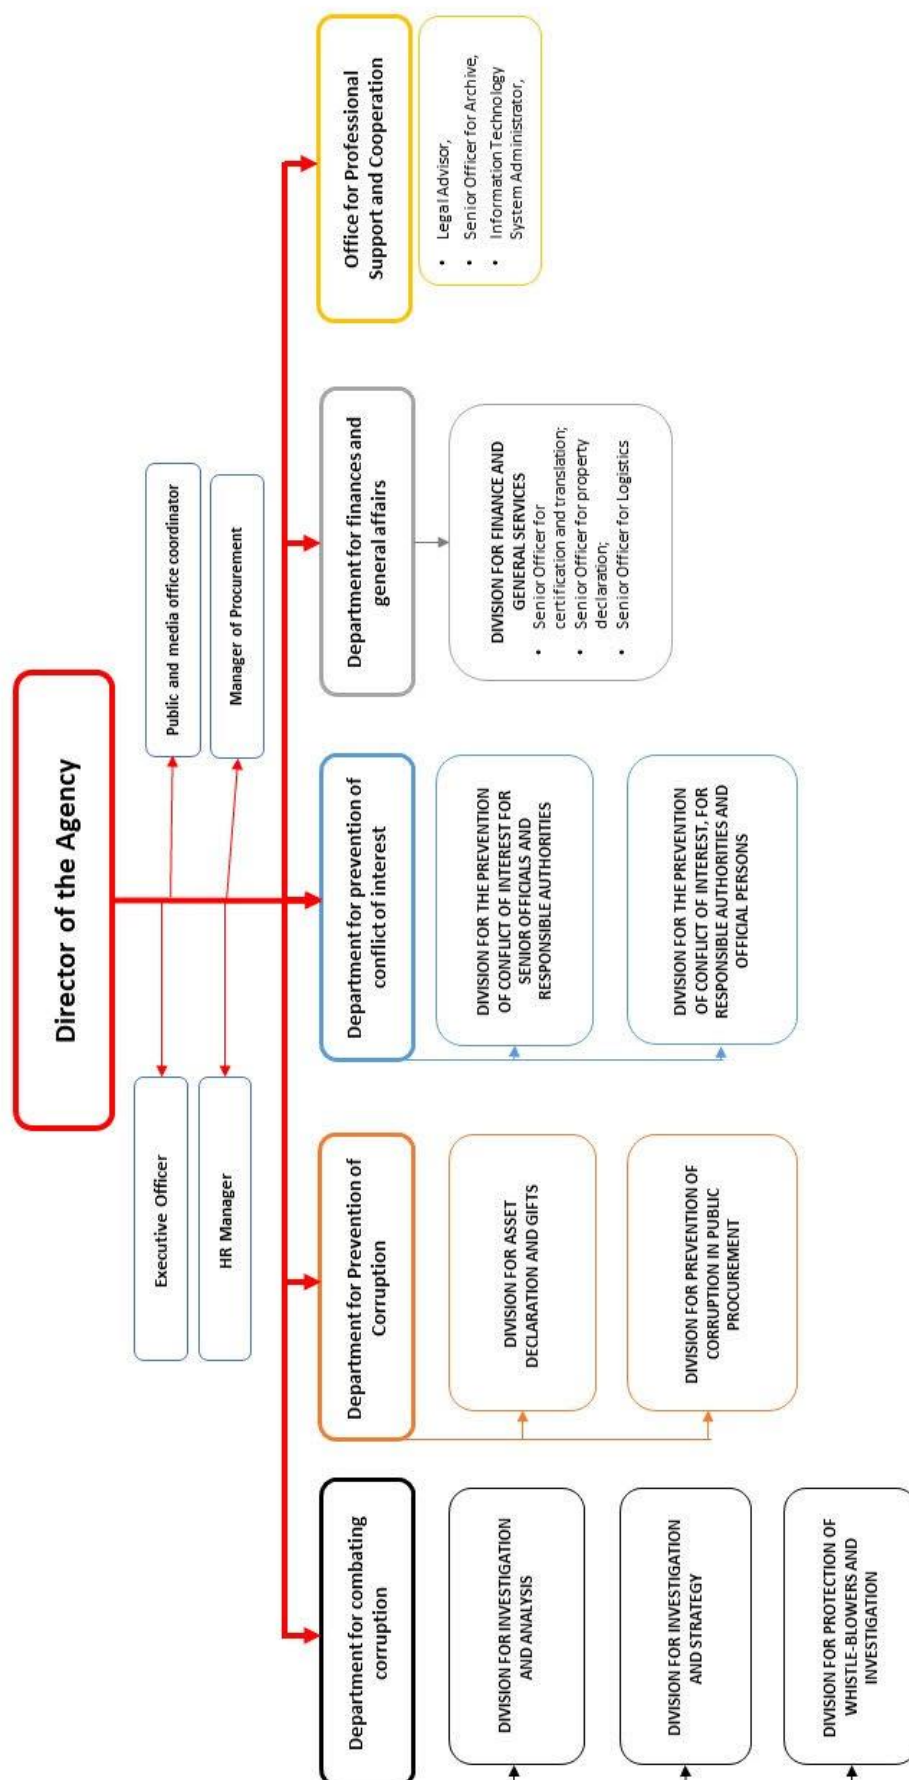 Director of the Agency
Executive Officer
Public and media office coordinator
HR Manager
Manager of Procurement
Department for combating
corruption
DIVISION FOR INVESTIGATION
AND ANALYSIS
DIVISION FOR INVESTIGATION
AND STRATEGY
DIVISION FOR PROTECTION OF
WHISTLE-BLOWERS AND
INVESTIGATION
Department for Prevention of
Corruption
DIVISION FOR ASSET
DECLARATION AND GIFTS
DIVISION FOR PREVENTION OF
CORRUPTION IN PUBLIC
PROCUREMENT
Department for prevention of
conflict of interest
DIVISION FOR THE PREVENTION
OF CONFLICT OF INTEREST FOR
SENIOR OFFICIALS AND
RESPONSIBLE AUTHORITIES
DIVISION FOR THE PREVENTION
OF CONFLICT OF INTEREST, FOR
RESPONSIBLE AUTHORITIES AND
OFFICIAL PERSONS
Department for finances and
general affairs
DIVISION FOR FINANCE AND
GENERAL SERVICES
• Senior Officer for
certification and translation;
• Senior Officer for property
declaration;
• Senior Officer for Logistics
Office for Professional
Support and Cooperation
• Legal Advisor,
• Senior Officer for Archive,
• Information Technology
System Administrator,